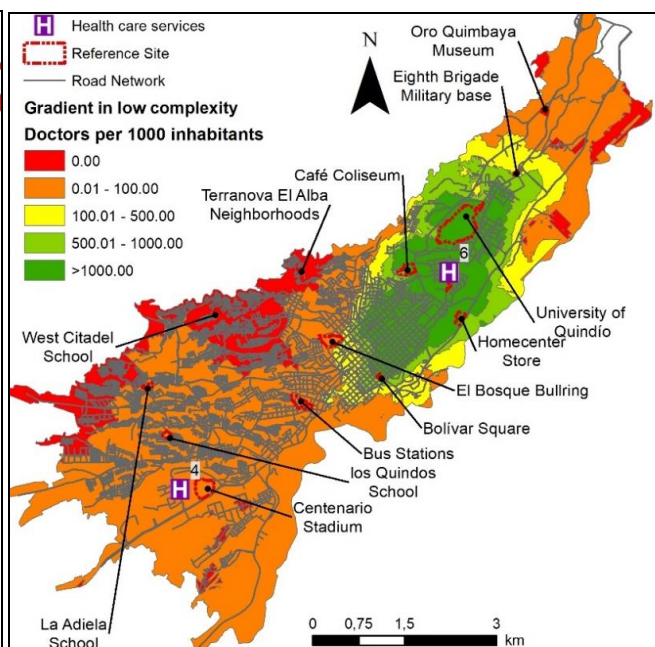 H Health care services
Reference Site
Road Network
Gradient in low complexity
Doctors per 1000 inhabitants
0.00
0.01 - 100.00
100.01 - 500.00
500.01 - 1000.00
>1000.00
N
Oro Quimbaya
Museum
Eighth Brigade
Military base
Café Coliseum
Terranova El Alba
Neighborhoods
6
H
West Citadel
School
University of
Quindío
Homecenter
Store
El Bosque Bullring
Bolívar Square
Bus Stations
los Quindos
School
4
H
Centenario
Stadium
La Adiela
School
0 0,75 1,5 3
km